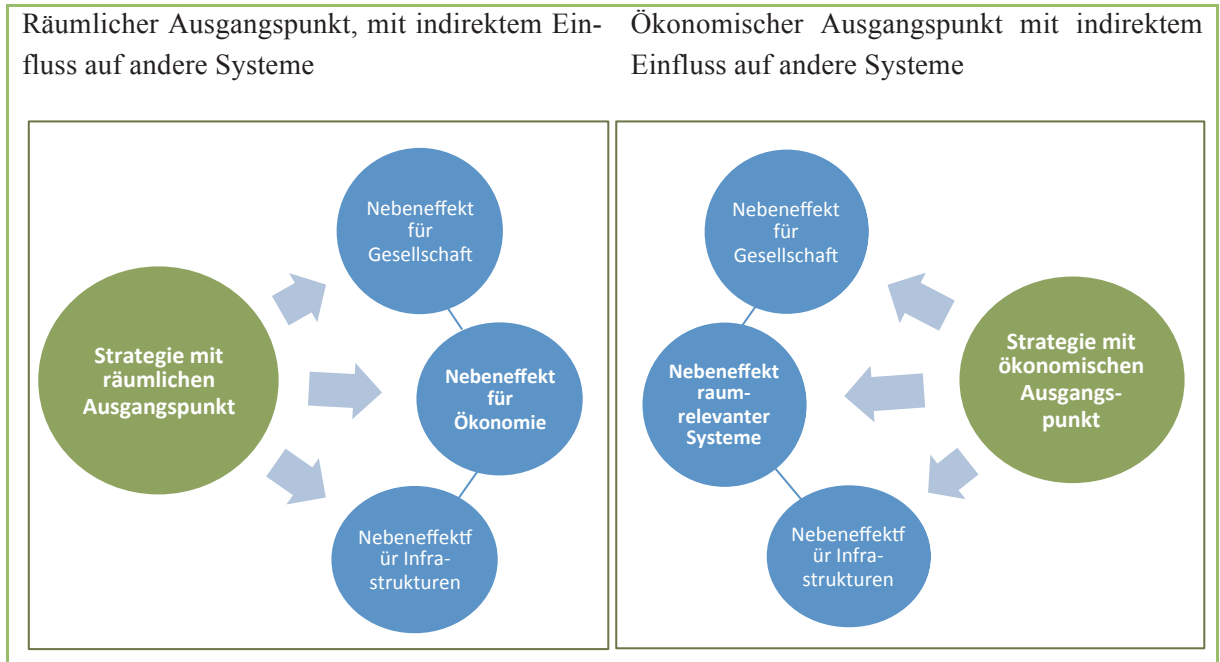 Räumlicher Ausgangspunkt, mit indirektem Ein-
fluss auf andere Systeme
Ökonomischer Ausgangspunkt mit indirektem
Einfluss auf andere Systeme
Nebeneffekt
für
Gesellschaft
Strategie mit
räumlichen
Ausgangspunkt
Nebeneffekt
für
Ökonomie
Nebeneffektf
ür Infra-
strukturen
Nebeneffekt
für
Gesellschaft
Nebeneffekt
raum-
relevanter
Systeme
Strategie mit
ökonomischen
Ausgangs-
punkt
Nebeneffektf
ür Infra-
strukturen